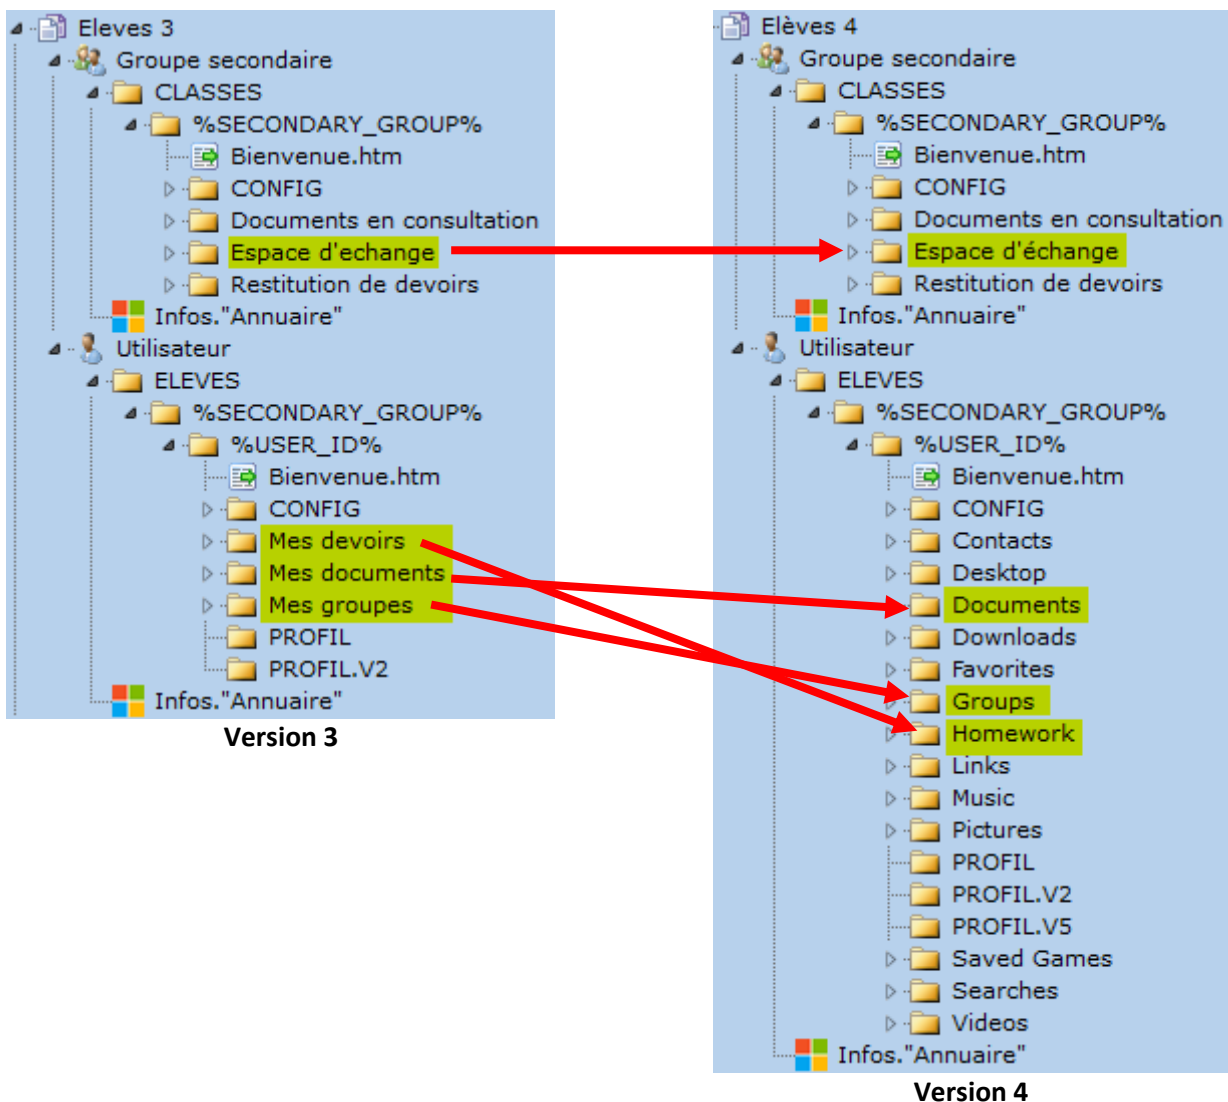 Eleves 3
Groupe secondaire
CLASSES
%SECONDARY_GROUP%
Bienvenue.htm
CONFIG
Documents en consultation
Espace d'echange
Restitution de devoirs
Infos."Annuaire"
Utilisateur
ELEVES
%SECONDARY_GROUP%
%USER_ID%
Bienvenue.htm
CONFIG
Mes devoirs
Mes documents
Mes groupes
PROFIL
PROFIL.V2
Infos."Annuaire"
Version 3
Elèves 4
Groupe secondaire
CLASSES
%SECONDARY_GROUP%
Bienvenue.htm
CONFIG
Documents en consultation
Espace d'échange
Restitution de devoirs
Infos."Annuaire"
Utilisateur
ELEVES
%SECONDARY_GROUP%
%USER_ID%
Bienvenue.htm
CONFIG
Contacts
Desktop
Documents
Downloads
Favorites
Groups
Homework
Links
Music
Pictures
PROFIL
PROFIL.V2
PROFIL.V5
Saved Games
Searches
Videos
Infos."Annuaire"
Version 4